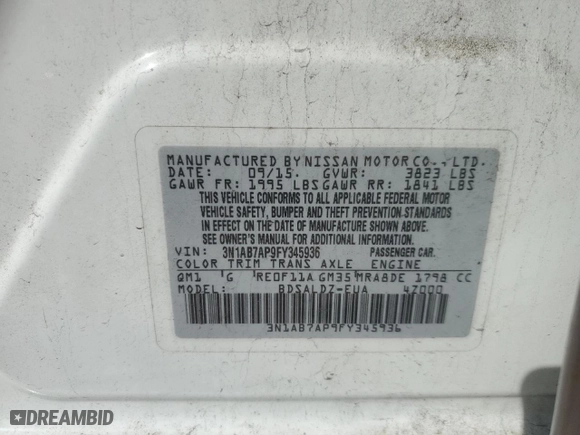 MANUFACTURED BY NISSAN MOTOR CO., LTD.
DATE: 09/15. GVWR: 3823 LBS
GAWR FR: 1995 LBS GAWR RR: 1841 LBS
THIS VEHICLE CONFORMS TO ALL APPLICABLE FEDERAL MOTOR
VEHICLE SAFETY, BUMPER AND THEFT PREVENTION STANDARDS
IN EFFECT ON THE DATE OF MANUFACTURE SHOWN ABOVE.
SEE OWNER'S MANUAL FOR ADDITIONAL INFORMATION.
VIN: 3N1AB7AP9FY345936 PASSENGER CAR.
COLOR TRIM TRANS AXLE ENGINE
QM1 G RE0F11A GM35 MRA8DE 1798 CC
MODEL: BDSALDZ-EUA 4Z000
3N1AB7AP9FY345936
DREAMBID